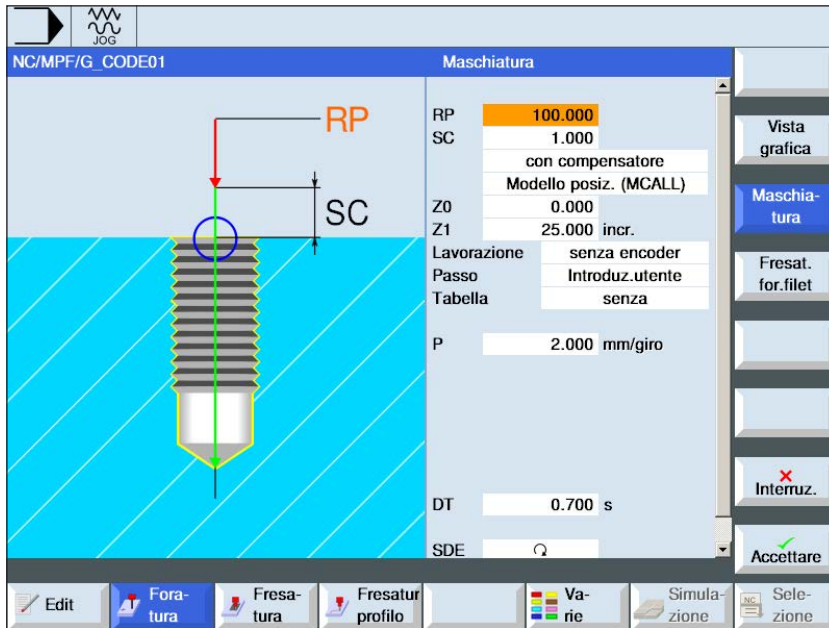 JOG
NC/MPF/G_CODE01
Maschiatura
RP
SC
RP 100.000
SC 1.000
con compensatore
Modello posiz. (MCALL)
Z0 0.000
Z1 25.000 incr.
Lavorazione senza encoder
Passo Introduz.utente
Tabella senza
P 2.000 mm/giro
DT 0.700 s
SDE
Vista
grafica
Maschia-
tura
Fresat.
for.filet
Interruz.
Accettare
Edit
Fora-
tura
Fresa-
tura
Fresatur
profilo
Va-
rie
Simula-
zione
NC
Sele-
zione